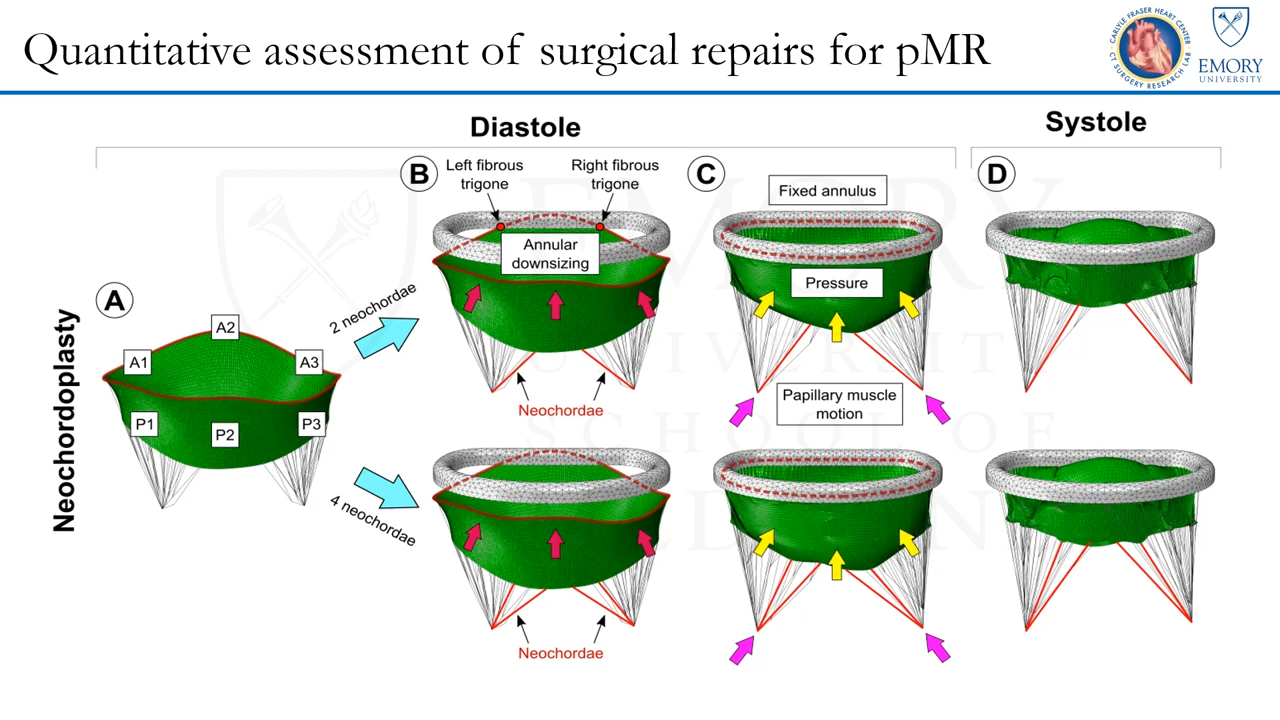 Quantitative assessment of surgical repairs for pMR
CARLYLE FRASER HEART CENTER
CT SURGERY RESEARCH LAB
EMORY
UNIVERSITY
Diastole
Systole
B
Left fibrous
trigone
Right fibrous
trigone
C
Fixed annulus
D
Annular
downsizing
Pressure
Neochordoplasty
A
A1
A2
A3
P1
P2
P3
2 neochordae
Neochordae
Papillary muscle
motion
4 neochordae
Neochordae
EMORY
UNIVERSITY
SCHOOL OF
MEDICINE